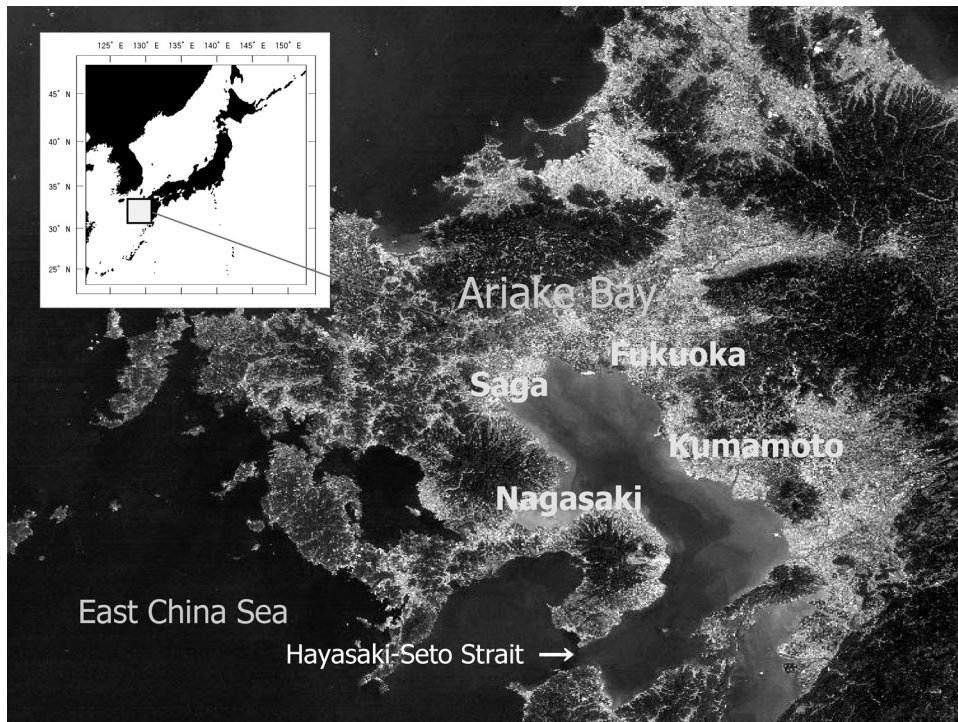 125° E 130° E 135° E 140° E 145° E 150° E
45° N
40° N
35° N
30° N
25° N
Ariake Bay
Fukuoka
Saga
Kumamoto
Nagasaki
East China Sea
Hayasaki-Seto Strait →